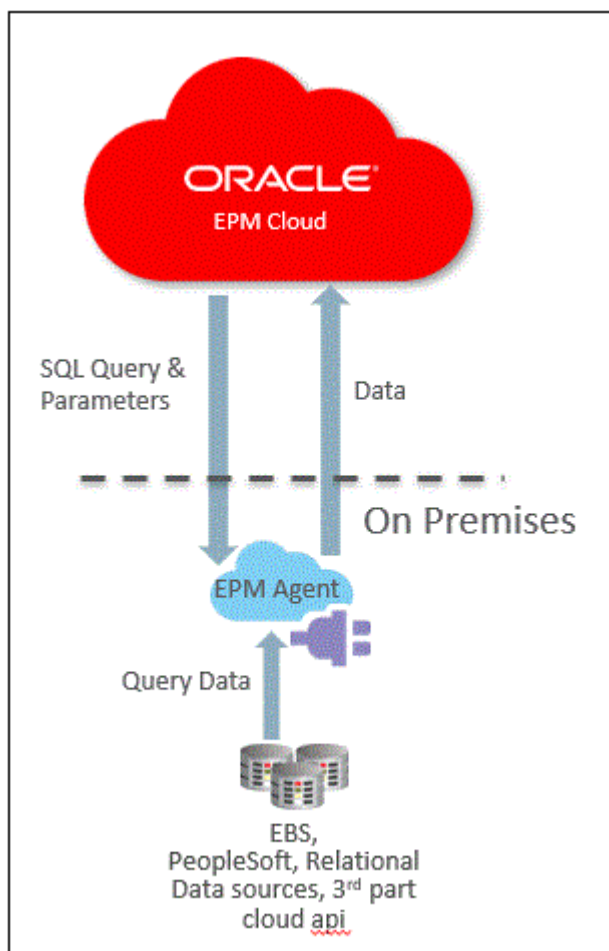 ORACLE®
EPM Cloud
SQL Query &
Parameters
Data
On Premises
EPM Agent
Query Data
EBS,
PeopleSoft, Relational
Data sources, 3rd part
cloud api